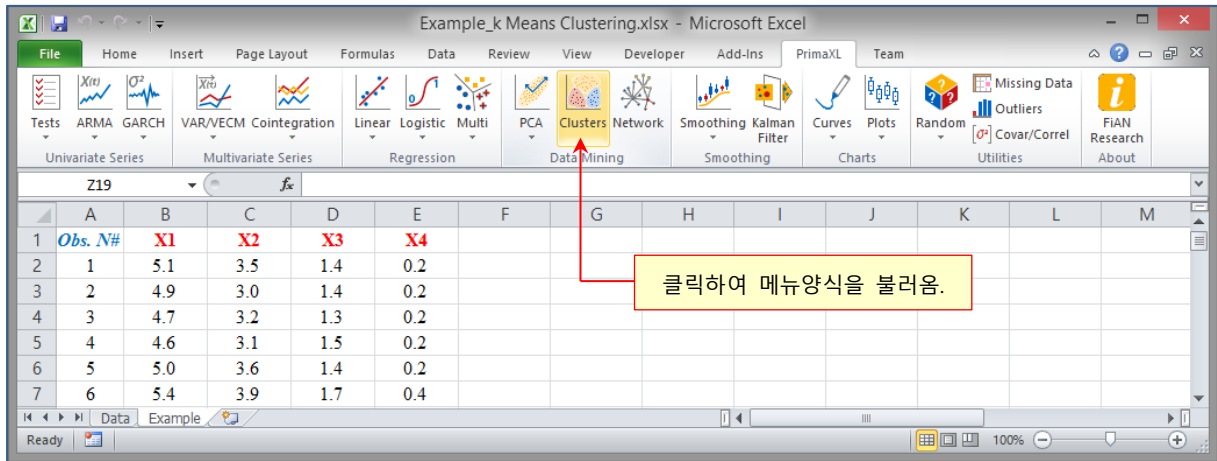 Example_k Means Clustering.xlsx - Microsoft Excel
File Home Insert Page Layout Formulas Data Review View Developer Add-Ins PrimaXL Team
X(t) σ² X(t) Missing Data
Outliers
Tests ARMA GARCH VAR/VECM Cointegration Linear Logistic Multi PCA Clusters Network Smoothing Kalman Filter Curves Plots Random σ² Covar/Correl FiAN Research
Univariate Series Multivariate Series Regression Data Mining Smoothing Charts Utilities About
Z19 fx
A B C D E F G H I J K L M
1 Obs. N# X1 X2 X3 X4
2 1 5.1 3.5 1.4 0.2
3 2 4.9 3.0 1.4 0.2
클릭하여 메뉴양식을 불러옴.
4 3 4.7 3.2 1.3 0.2
5 4 4.6 3.1 1.5 0.2
6 5 5.0 3.6 1.4 0.2
7 6 5.4 3.9 1.7 0.4
Data Example
Ready 100%